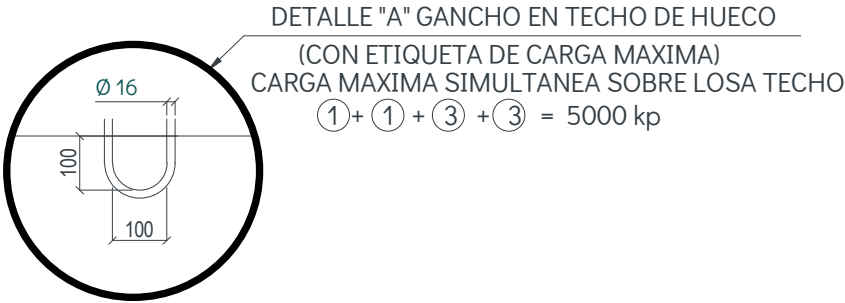 DETALLE "A" GANCHO EN TECHO DE HUECO
(CON ETIQUETA DE CARGA MAXIMA)
CARGA MAXIMA SIMULTANEA SOBRE LOSA TECHO
1 + 1 + 3 + 3 = 5000 kp
Ø 16
100
100